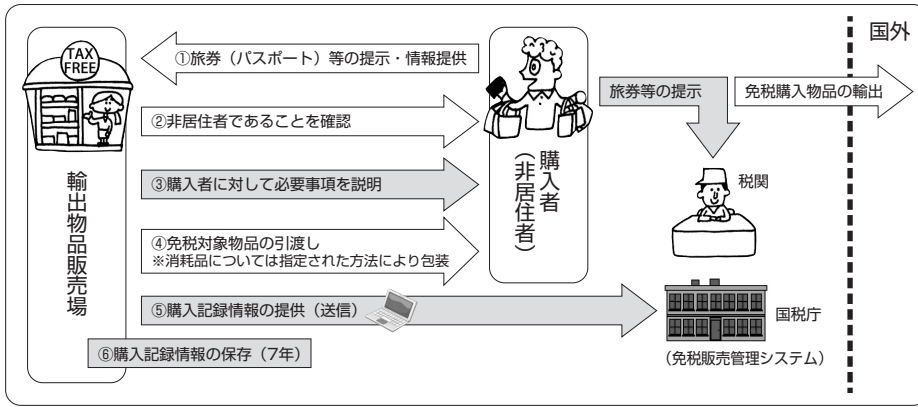 TAX
FREE
輸出物品販売場
①旅券（パスポート）等の提示・情報提供
②非居住者であることを確認
③購入者に対して必要事項を説明
④免税対象物品の引渡し
※消耗品については指定された方法により包装
⑤購入記録情報の提供（送信）
⑥購入記録情報の保存（7年）
購入者
（非居住者）
旅券等の提示
免税購入物品の輸出
国外
税関
国税庁
（免税販売管理システム）